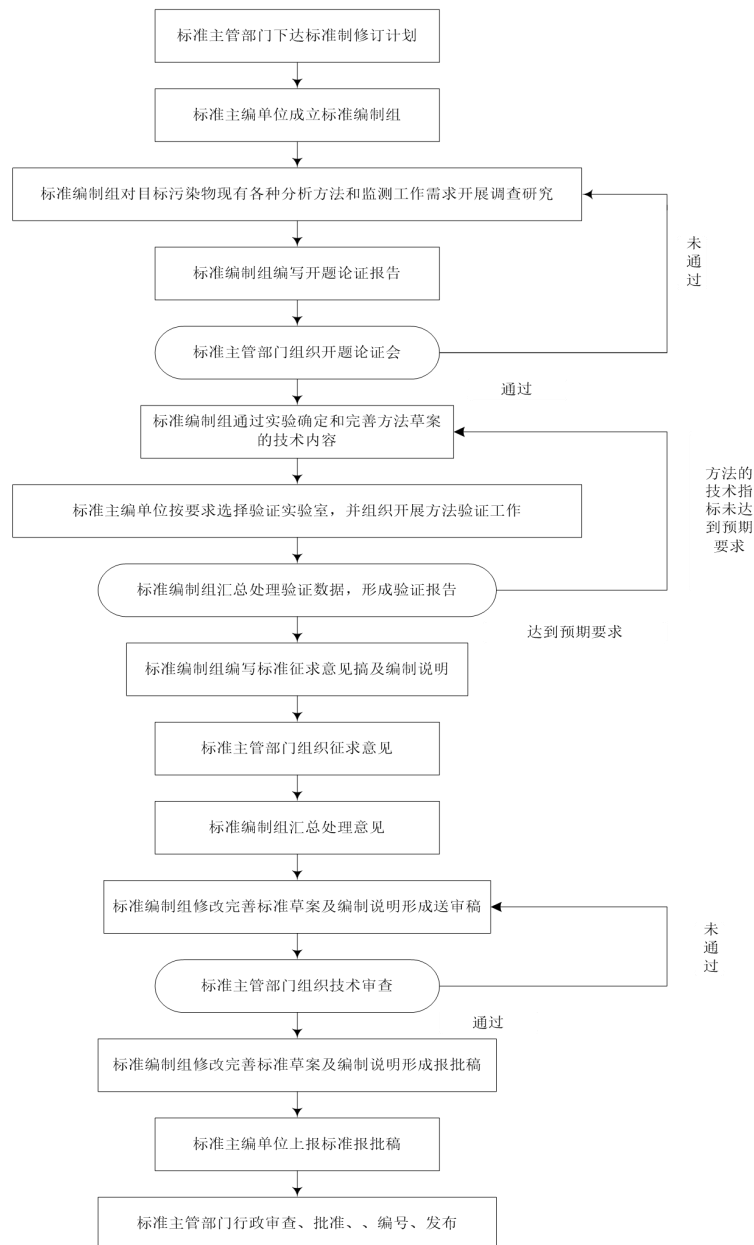 标准主管部门下达标准制修订计划
标准主编单位成立标准编制组
标准编制组对目标污染物现有各种分析方法和监测工作需求开展调查研究
未
通
过
标准编制组编写开题论证报告
标准主管部门组织开题论证会
通过
标准编制组通过实验确定和完善方法草案
的技术内容
方法的
技术指
标未达
到预期
要求
标准主编单位按要求选择验证实验室，并组织开展方法验证工作
标准编制组汇总处理验证数据，形成验证报告
达到预期要求
标准编制组编写标准征求意见搞及编制说明
标准主管部门组织征求意见
标准编制组汇总处理意见
标准编制组修改完善标准草案及编制说明形成送审稿
未
通
过
标准主管部门组织技术审查
通过
标准编制组修改完善标准草案及编制说明形成报批稿
标准主编单位上报标准报批稿
标准主管部门行政审查、批准、、编号、发布